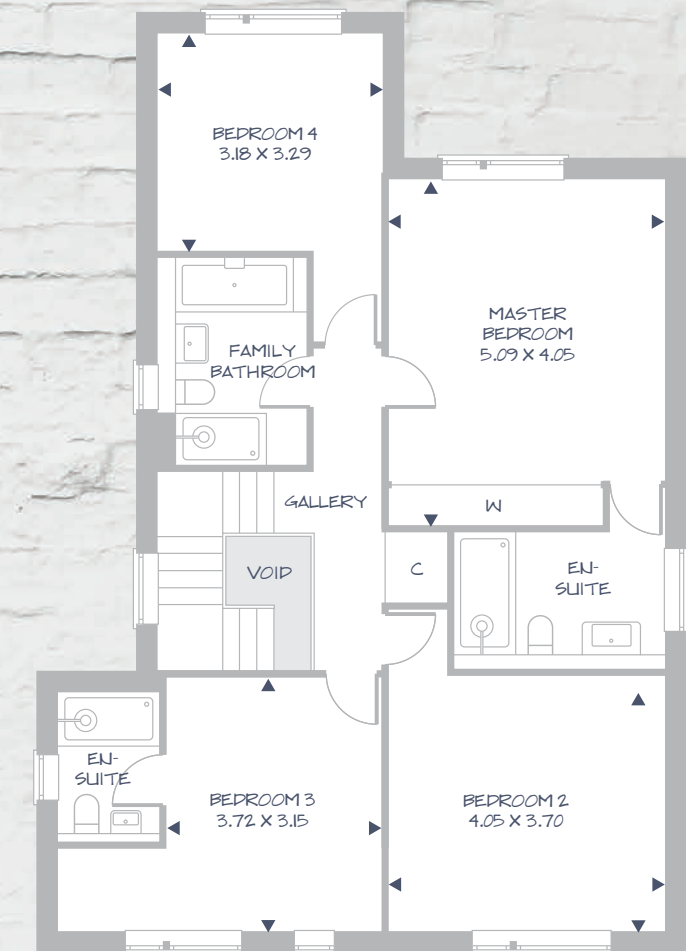 BEDROOM 4
3.18 X 3.29
MASTER
BEDROOM
5.09 X 4.05
FAMILY
BATHROOM
GALLERY
W
VOID
C
EN-
SUITE
EN-
SUITE
BEDROOM 3
3.72 X 3.15
BEDROOM 2
4.05 X 3.70